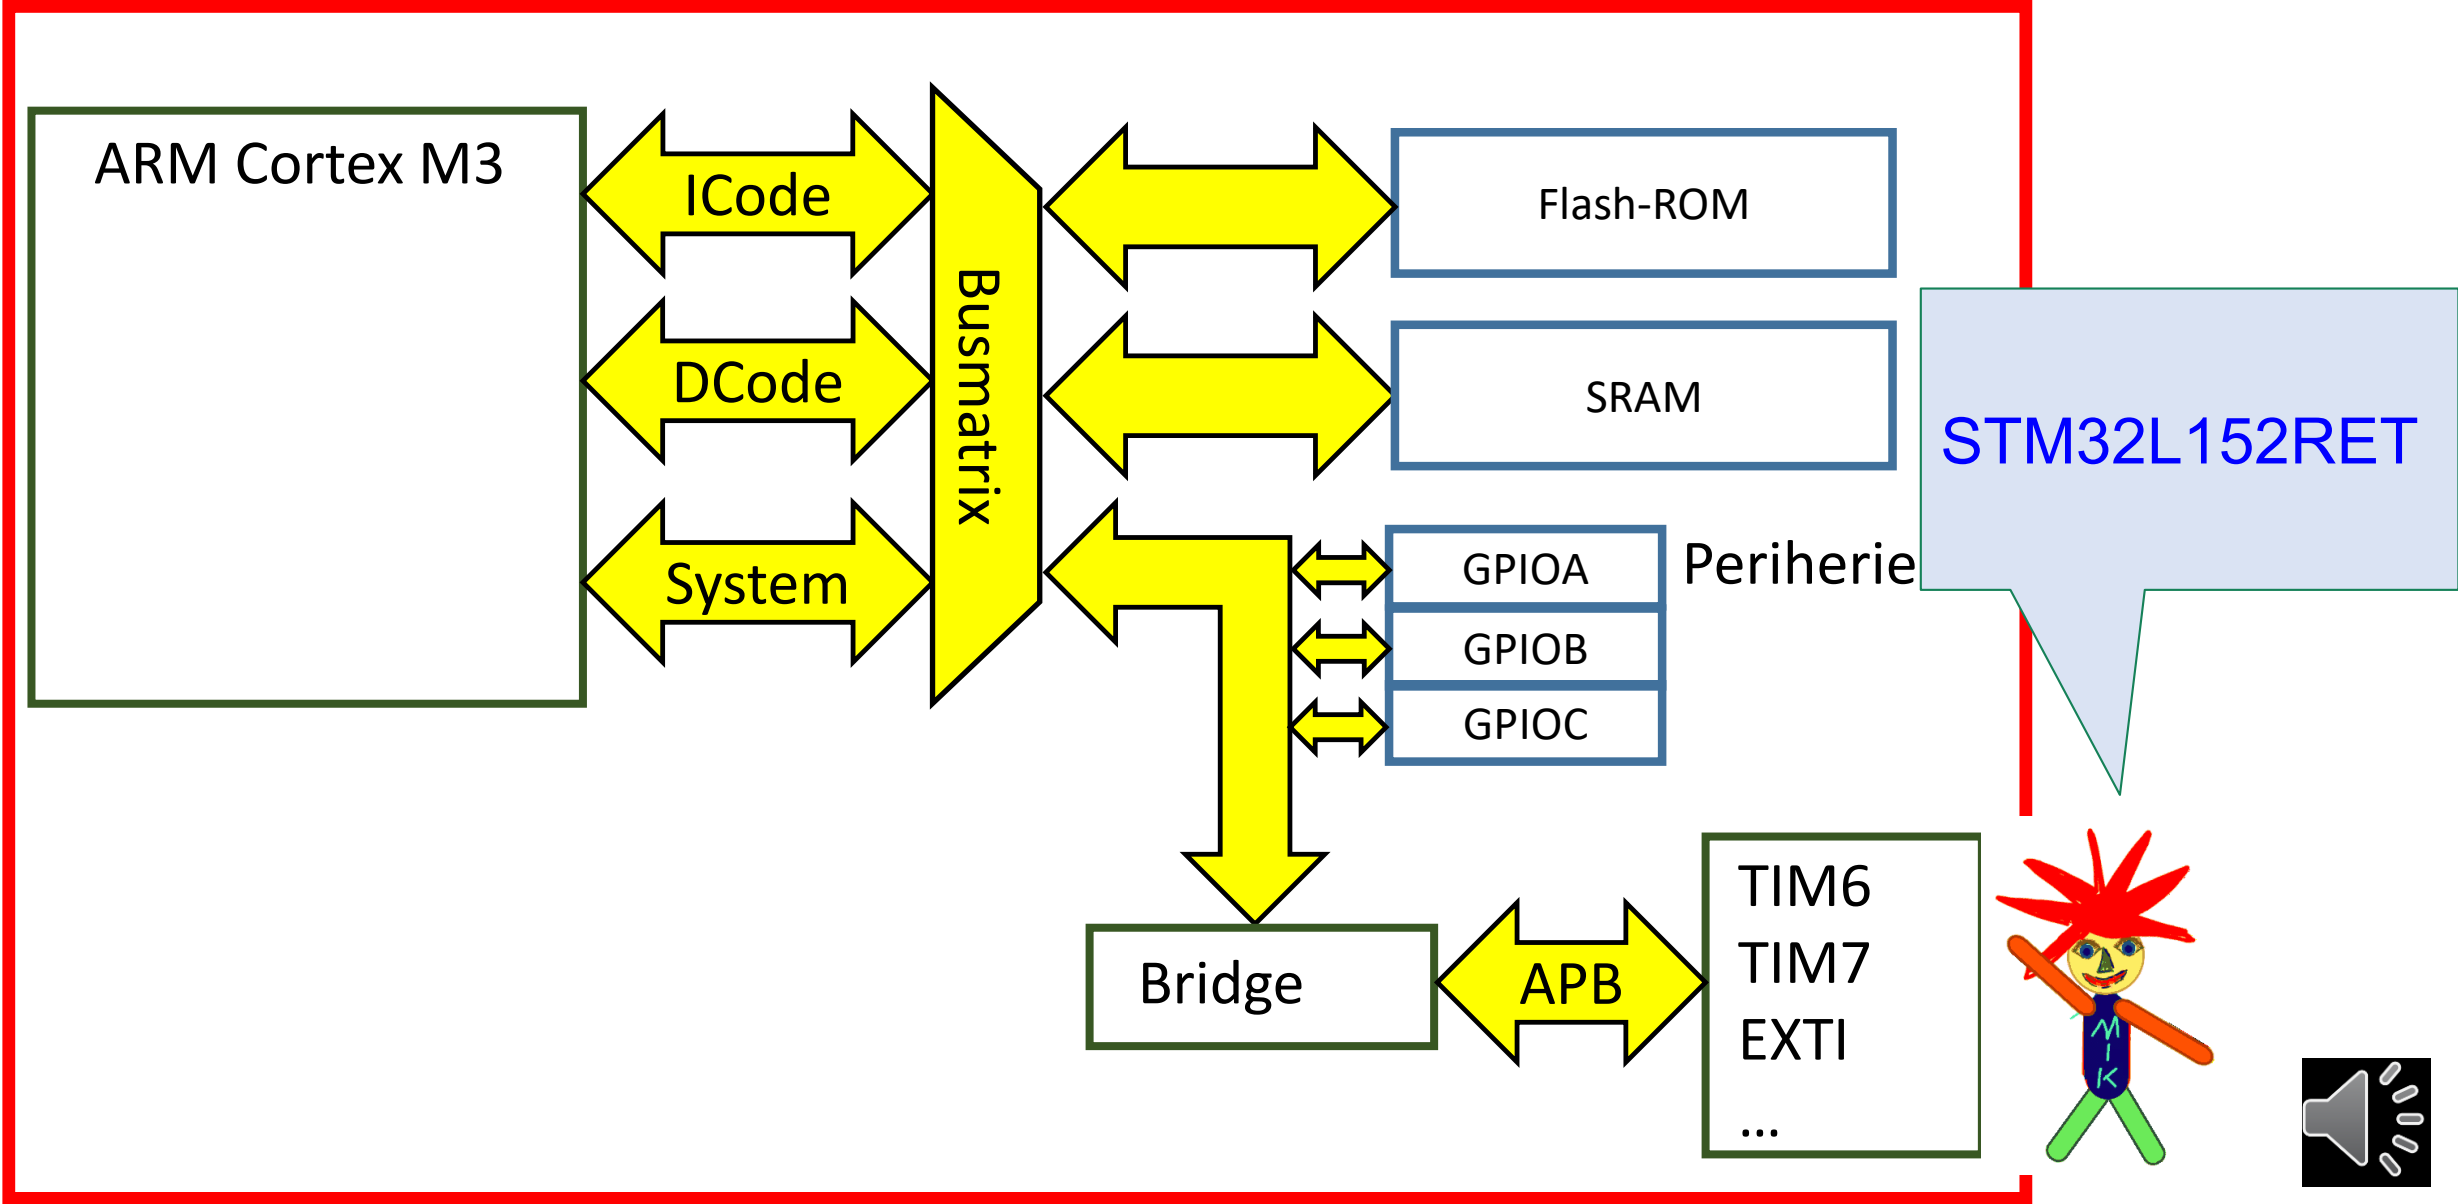 ARM Cortex M3
ICode
DCode
System
Busmatrix
Flash-ROM
SRAM
GPIOA
GPIOB
GPIOC
Periherie
STM32L152RET
Bridge
APB
TIM6
TIM7
EXTI
...
MIK